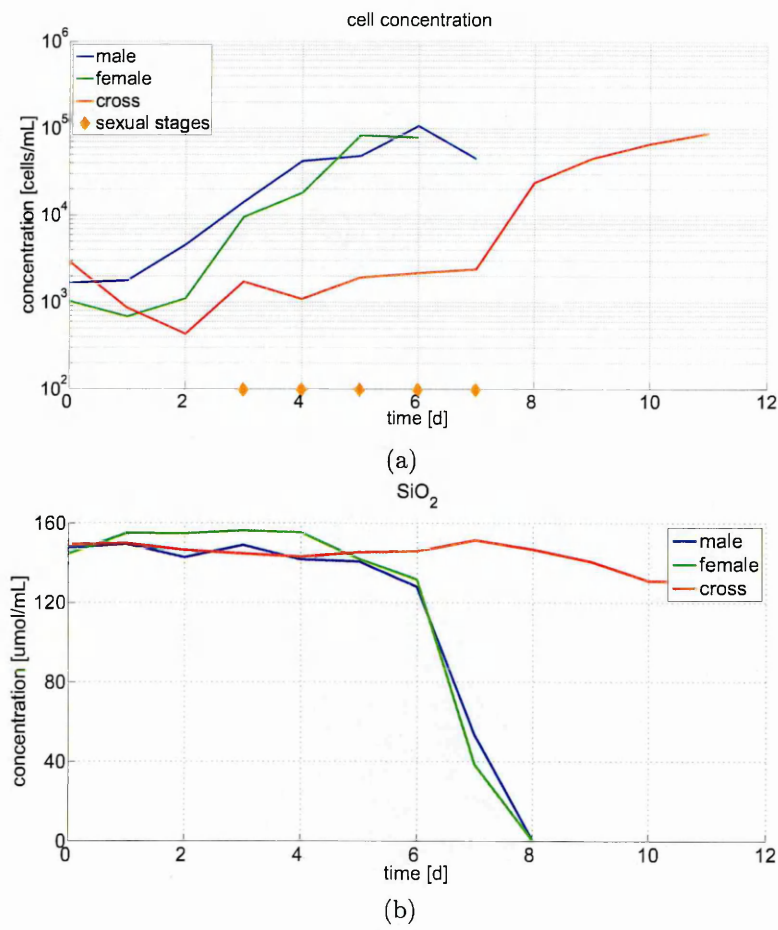 cell concentration
10^6
male
female
cross
sexual stages
10^5
10^4
10^3
10^2
concentration [cells/mL]
0 2 4 6 8 10 12
time [d]
(a)
SiO_2
160
male
female
cross
120
80
40
0
concentration [umol/mL]
0 2 4 6 8 10 12
time [d]
(b)